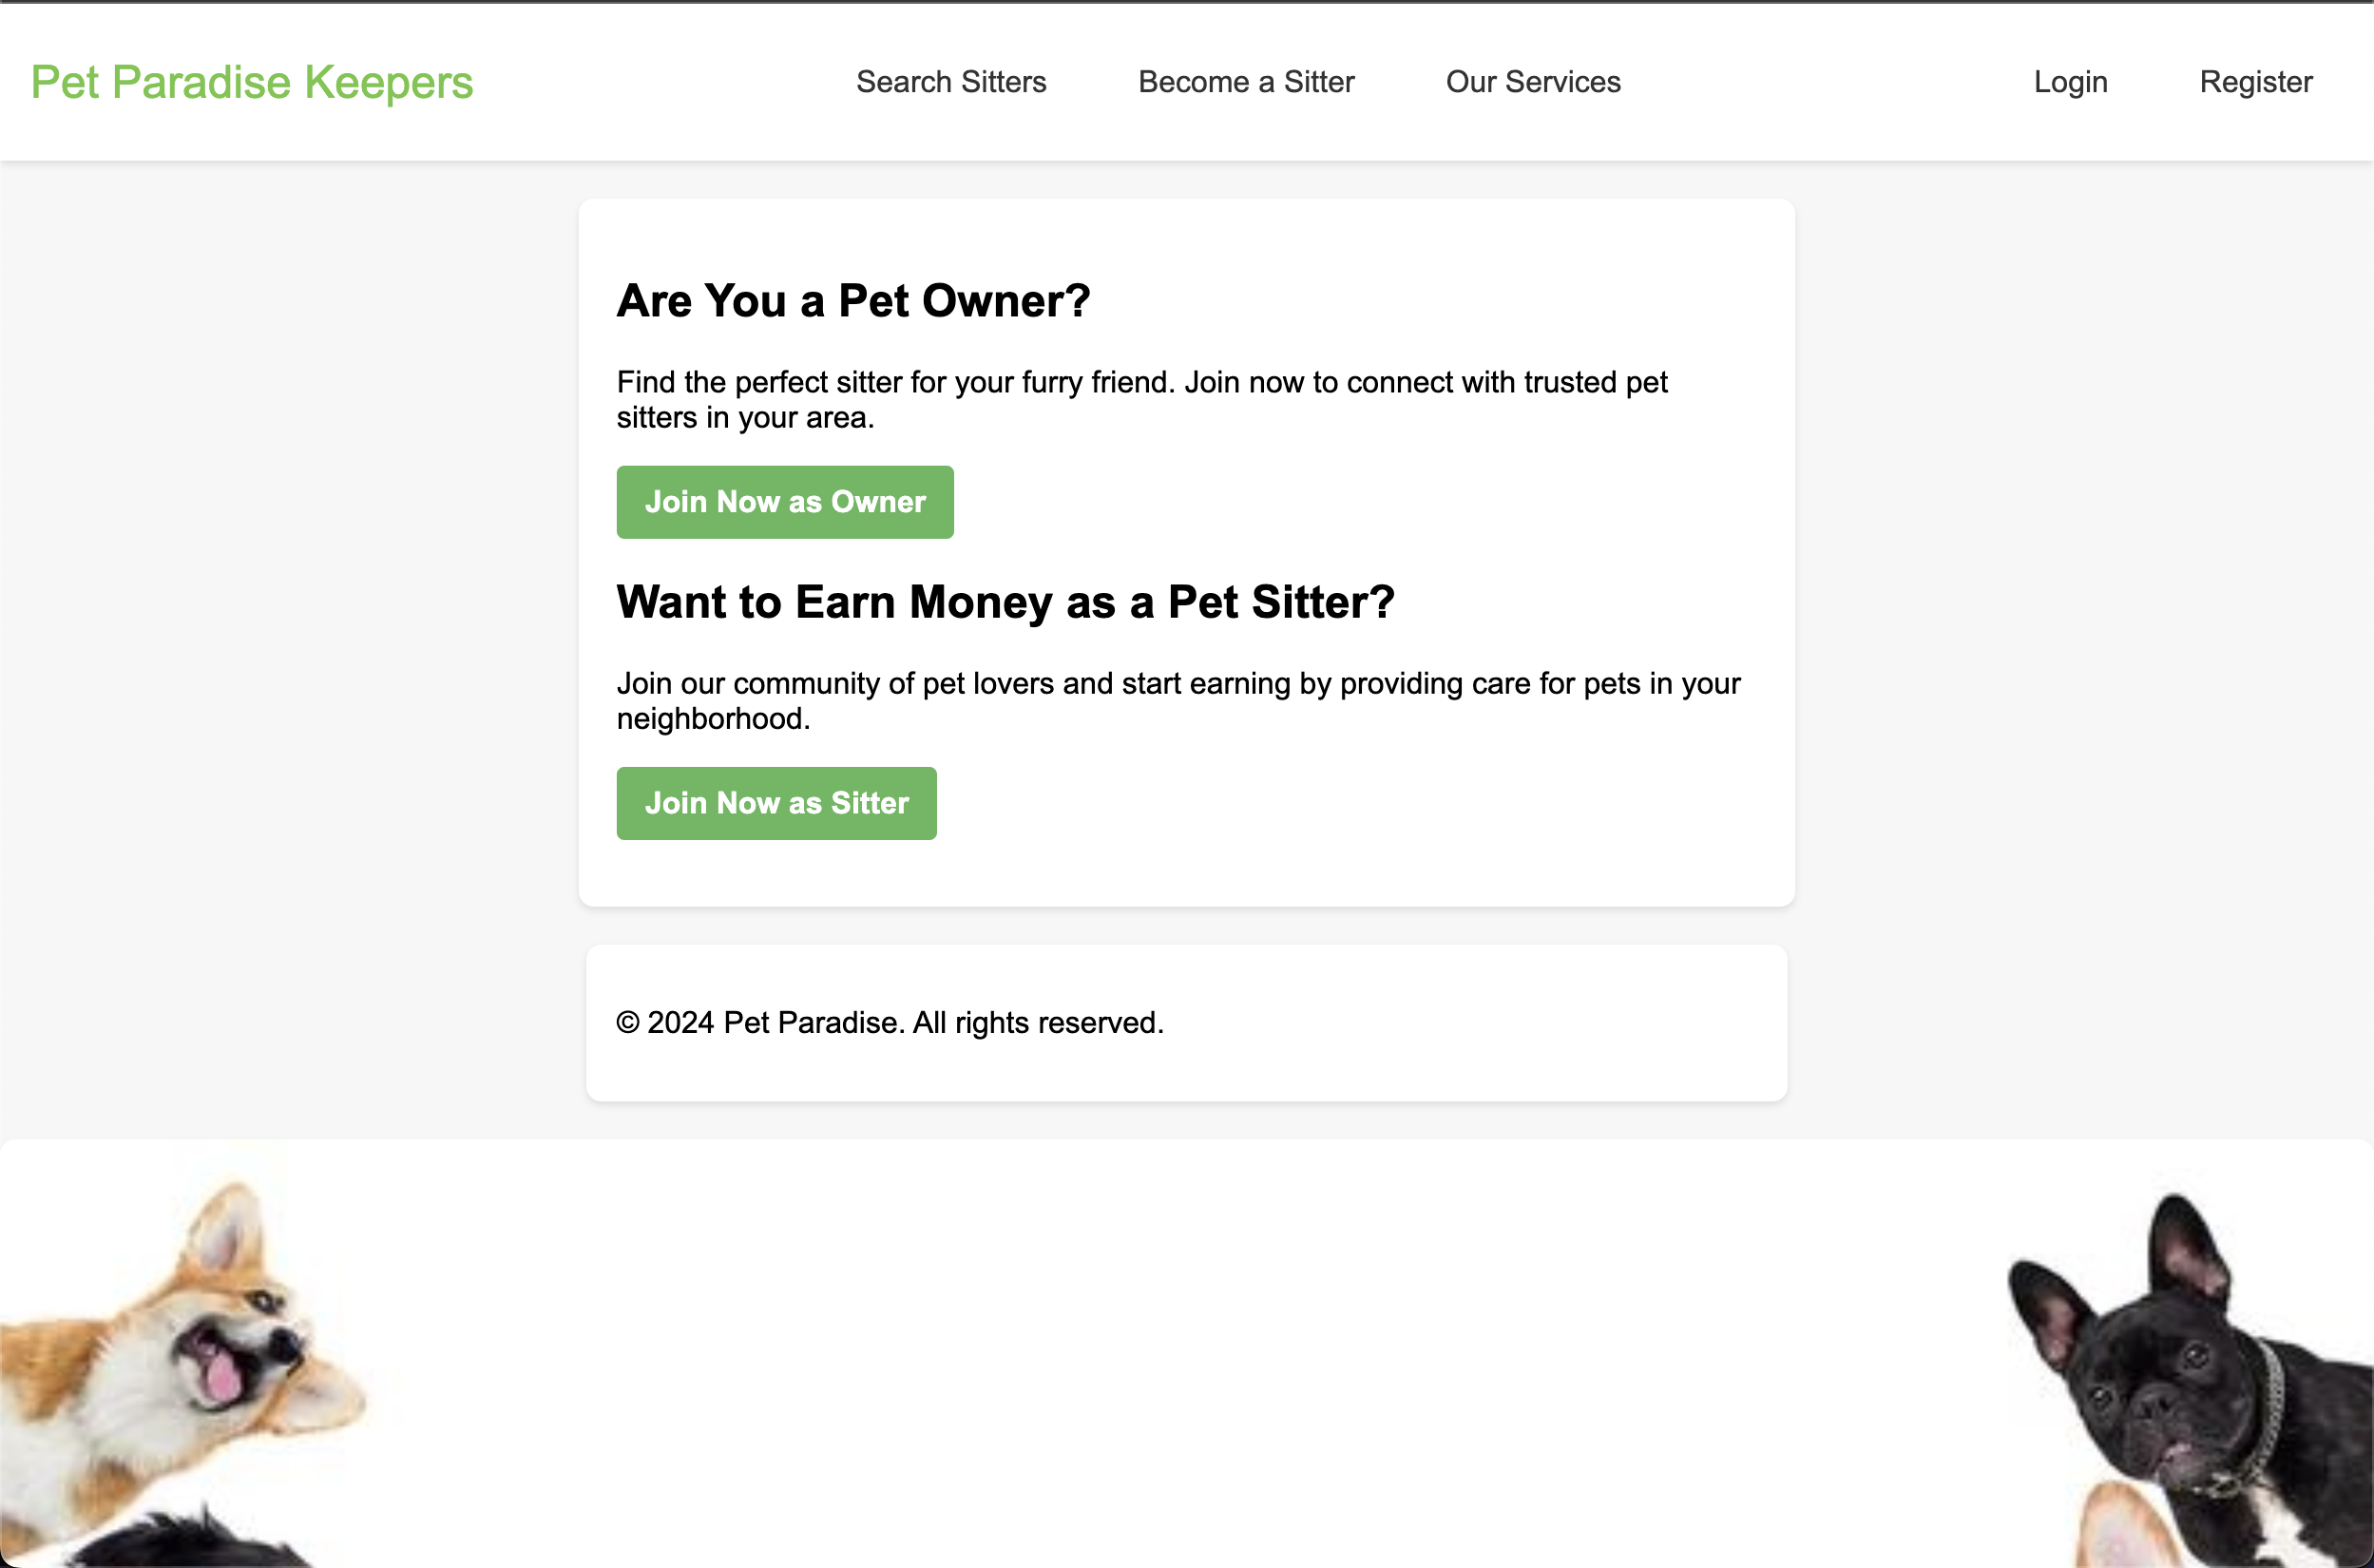 Pet Paradise Keepers
Search Sitters
Become a Sitter
Our Services
Login
Register
Are You a Pet Owner?
Find the perfect sitter for your furry friend. Join now to connect with trusted pet
sitters in your area.
Join Now as Owner
Want to Earn Money as a Pet Sitter?
Join our community of pet lovers and start earning by providing care for pets in your
neighborhood.
Join Now as Sitter
© 2024 Pet Paradise. All rights reserved.